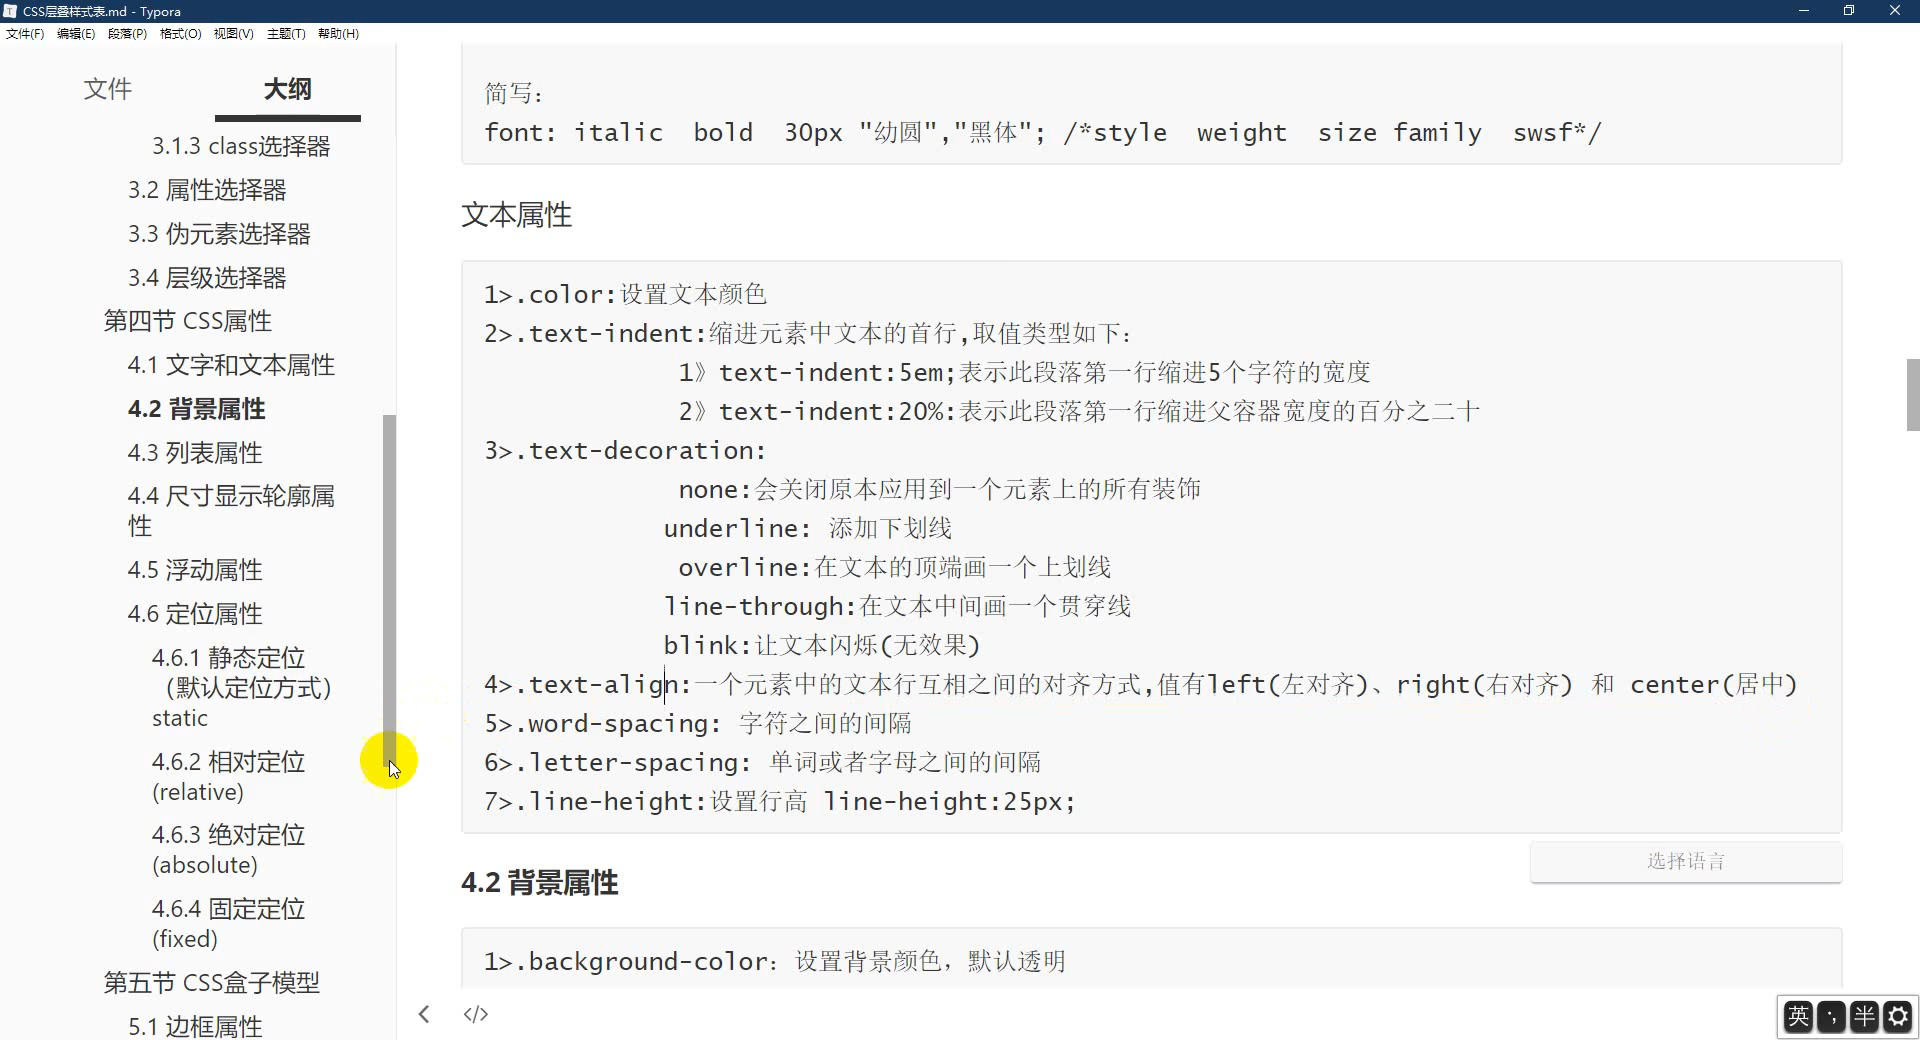 CSS层叠样式表.md - Typora
文件(F) 编辑(E) 段落(P) 格式(O) 视图(V) 主题(T) 帮助(H)
文件 大纲
3.1.3 class选择器
3.2 属性选择器
3.3 伪元素选择器
3.4 层级选择器
第四节 CSS属性
4.1 文字和文本属性
4.2 背景属性
4.3 列表属性
4.4 尺寸显示轮廓属
性
4.5 浮动属性
4.6 定位属性
4.6.1 静态定位
（默认定位方式）
static
4.6.2 相对定位
(relative)
4.6.3 绝对定位
(absolute)
4.6.4 固定定位
(fixed)
第五节 CSS盒子模型
5.1 边框属性
简写：
font: italic  bold  30px "幼圆","黑体"; /*style  weight  size family  swsf*/
文本属性
1>.color:设置文本颜色
2>.text-indent:缩进元素中文本的首行,取值类型如下：
1》text-indent:5em;表示此段落第一行缩进5个字符的宽度
2》text-indent:20%:表示此段落第一行缩进父容器宽度的百分之二十
3>.text-decoration:
none:会关闭原本应用到一个元素上的所有装饰
underline: 添加下划线
overline:在文本的顶端画一个上划线
line-through:在文本中间画一个贯穿线
blink:让文本闪烁(无效果)
4>.text-align:一个元素中的文本行互相之间的对齐方式,值有left(左对齐)、right(右对齐) 和 center(居中)
5>.word-spacing: 字符之间的间隔
6>.letter-spacing: 单词或者字母之间的间隔
7>.line-height:设置行高 line-height:25px;
选择语言
4.2 背景属性
1>.background-color：设置背景颜色，默认透明
</>
英 ·, 半